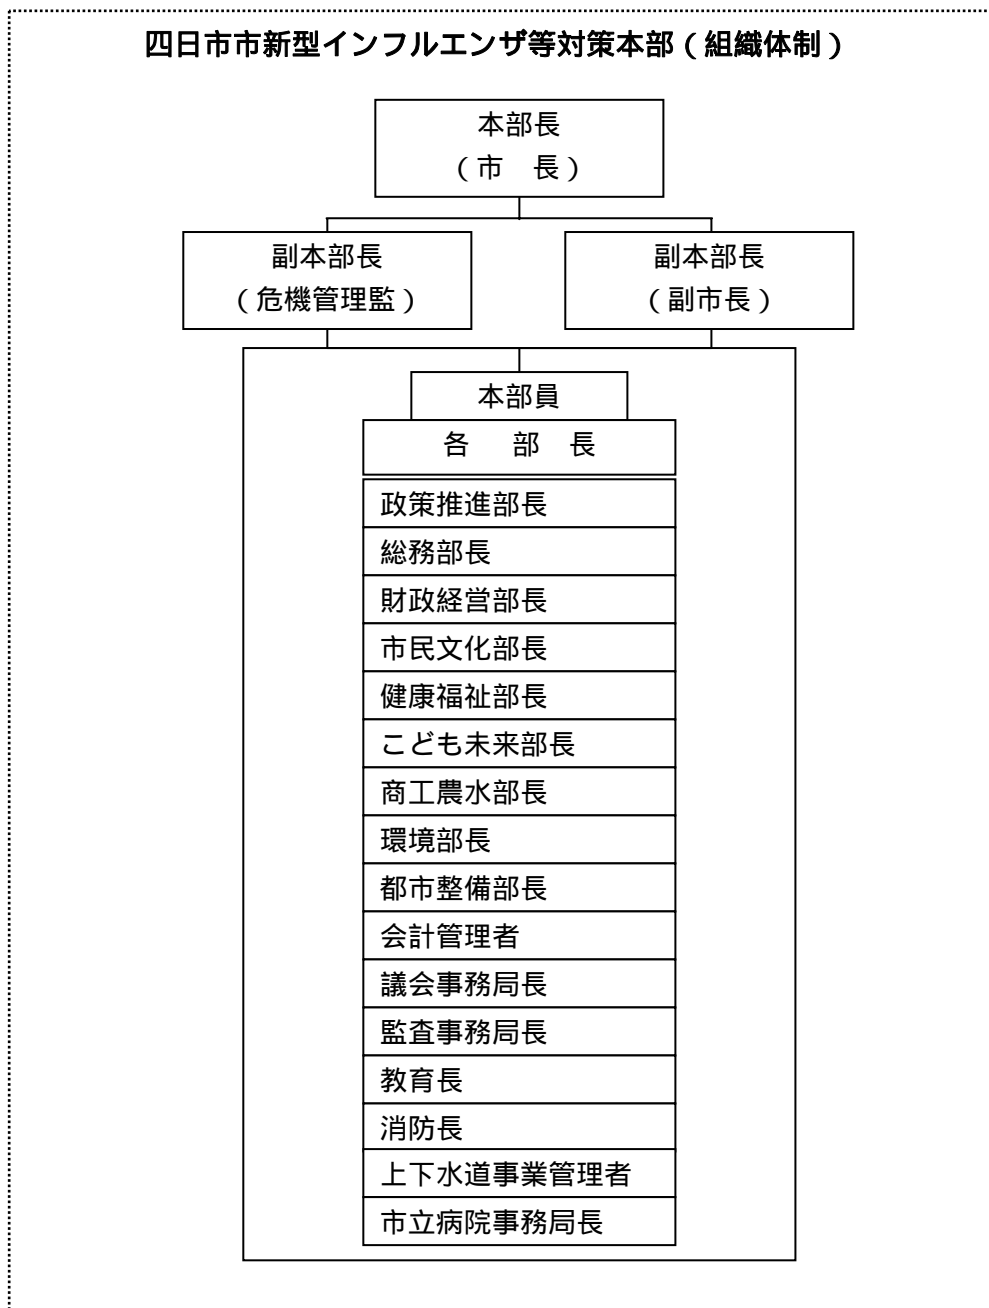 四日市市新型インフルエンザ等対策本部（組織体制）
本部長
（市　長）
副本部長
（危機管理監）
副本部長
（副市長）
本部員
各　部　長
政策推進部長
総務部長
財政経営部長
市民文化部長
健康福祉部長
こども未来部長
商工農水部長
環境部長
都市整備部長
会計管理者
議会事務局長
監査事務局長
教育長
消防長
上下水道事業管理者
市立病院事務局長